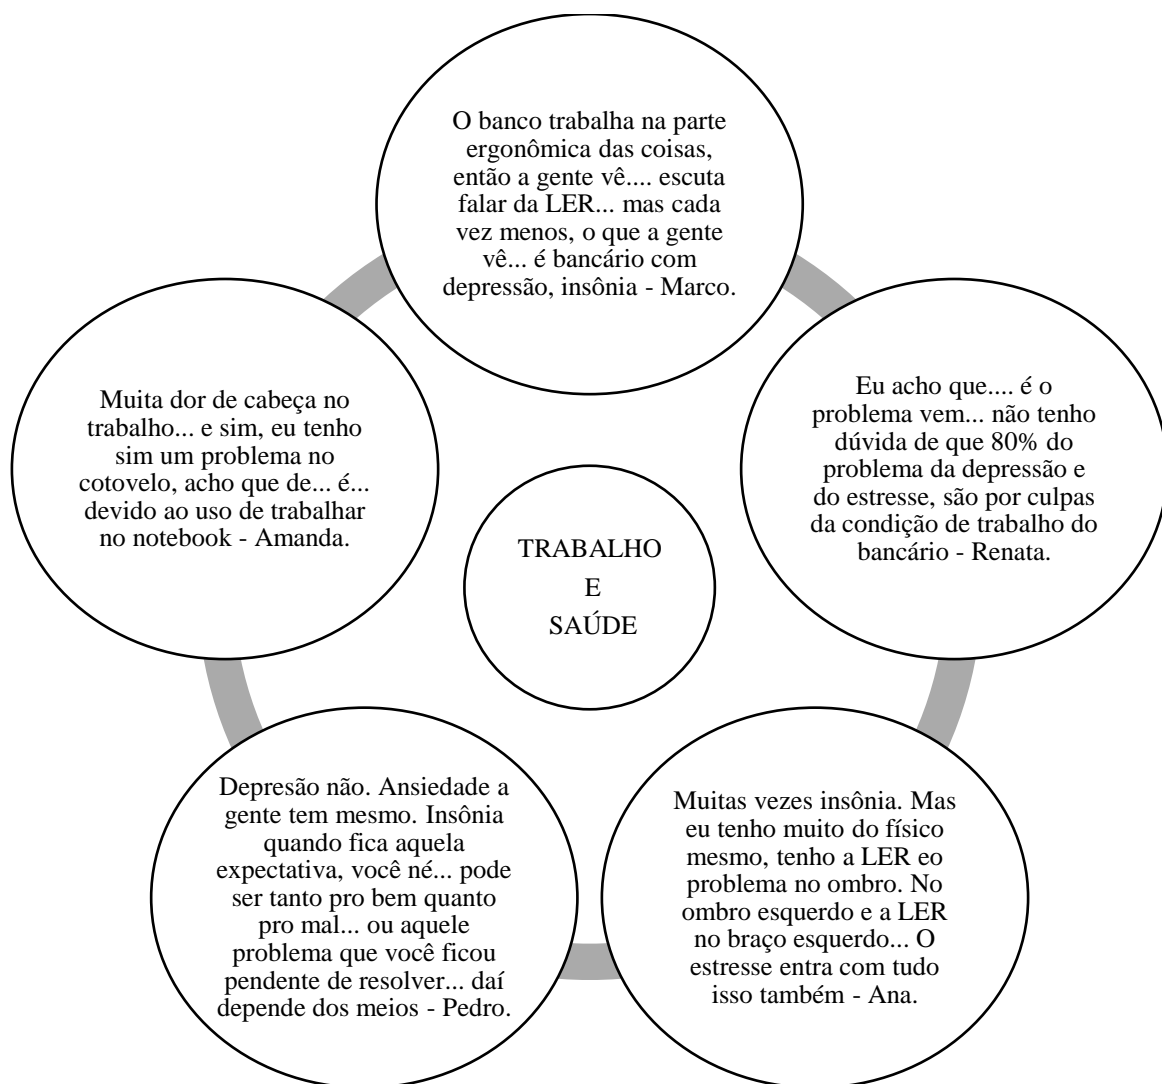 O banco trabalha na parte
ergonômica das coisas,
então a gente vê.... escuta
falar da LER... mas cada
vez menos, o que a gente
vê... é bancário com
depressão, insônia - Marco.
Eu acho que.... é o
problema vem... não tenho
dúvida de que 80% do
problema da depressão e
do estresse, são por culpas
da condição de trabalho do
bancário - Renata.
Muitas vezes insônia. Mas
eu tenho muito do físico
mesmo, tenho a LER eo
problema no ombro. No
ombro esquerdo e a LER
no braço esquerdo... O
estresse entra com tudo
isso também - Ana.
Depresão não. Ansiedade a
gente tem mesmo. Insônia
quando fica aquela
expectativa, você né... pode
ser tanto pro bem quanto
pro mal... ou aquele
problema que você ficou
pendente de resolver... daí
depende dos meios - Pedro.
Muita dor de cabeça no
trabalho... e sim, eu tenho
sim um problema no
cotovelo, acho que de... é...
devido ao uso de trabalhar
no notebook - Amanda.
TRABALHO
E
SAÚDE